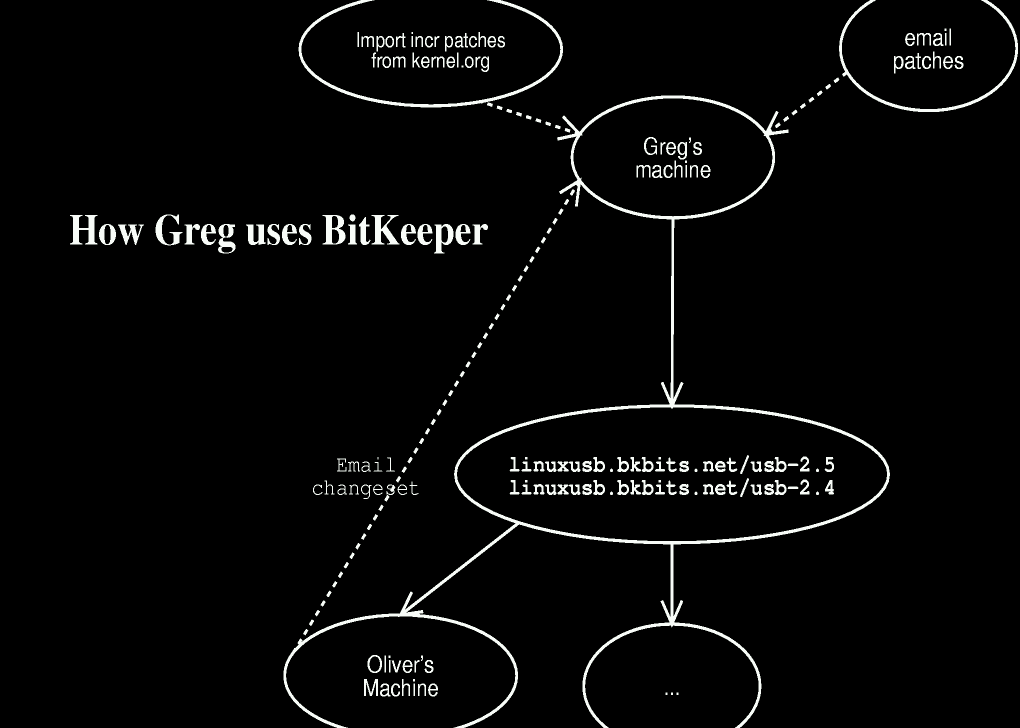 Import incr patches
from kernel.org
email
patches
Greg's
machine
How Greg uses BitKeeper
Email
changeset
linuxusb.bkbits.net/usb-2.5
linuxusb.bkbits.net/usb-2.4
Oliver's
Machine
...